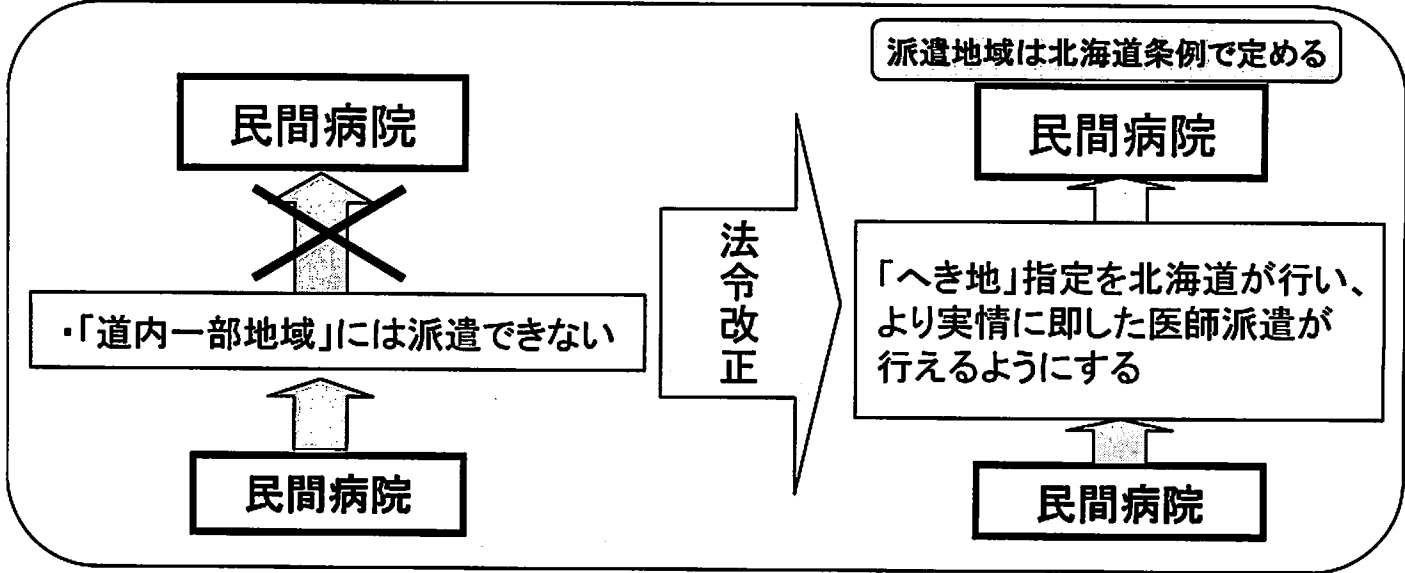 民間病院
・「道内一部地域」には派遣できない
民間病院
法令改正
派遣地域は北海道条例で定める
民間病院
「へき地」指定を北海道が行い、
より実情に即した医師派遣が
行えるようにする
民間病院